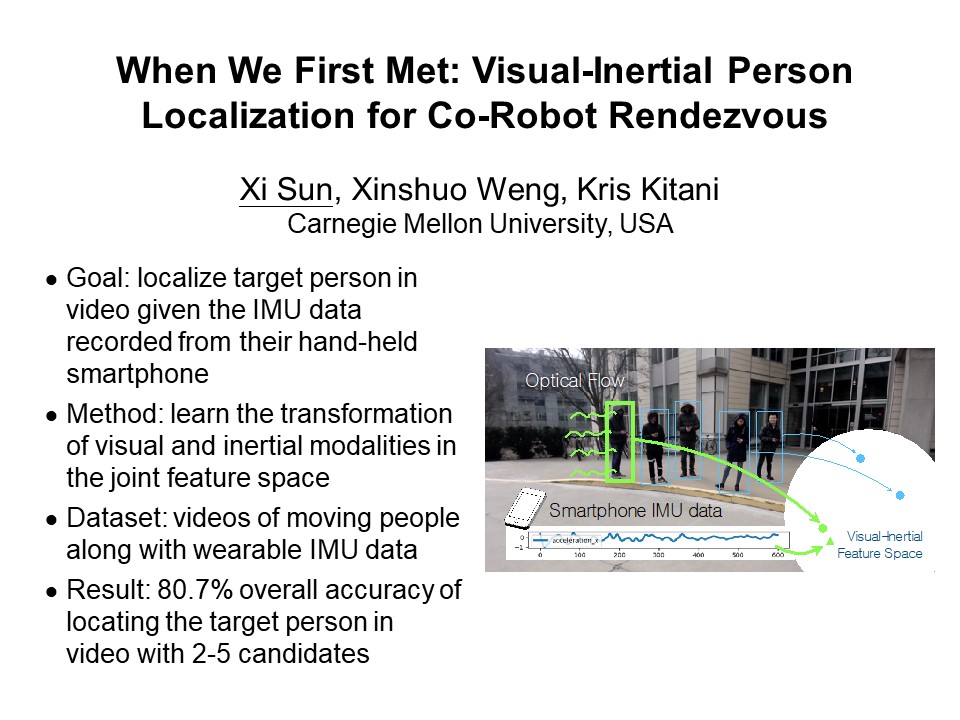 When We First Met: Visual-Inertial Person
Localization for Co-Robot Rendezvous
Xi Sun, Xinshuo Weng, Kris Kitani
Carnegie Mellon University, USA
● Goal: localize target person in
video given the IMU data
recorded from their hand-held
smartphone
● Method: learn the transformation
of visual and inertial modalities in
the joint feature space
● Dataset: videos of moving people
along with wearable IMU data
● Result: 80.7% overall accuracy of
locating the target person in
video with 2-5 candidates
Optical Flow
Smartphone IMU data
0
−1
acceleration_x
0 100 200 300 400 500 600
Visual-Inertial
Feature Space